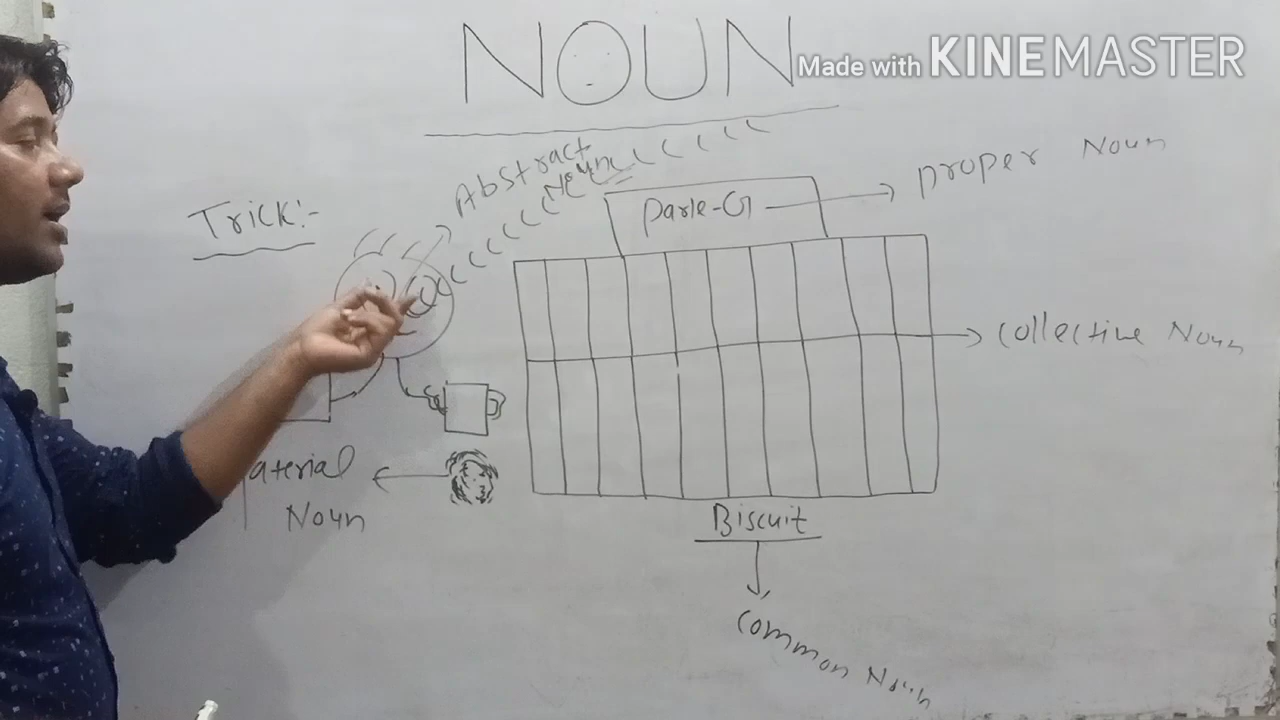 NOUN
Made with KINEMASTER
Trick:-
Abstract
Noun
Parle-G
proper Noun
collective Noun
aterial
Noun
Biscuit
common Noun